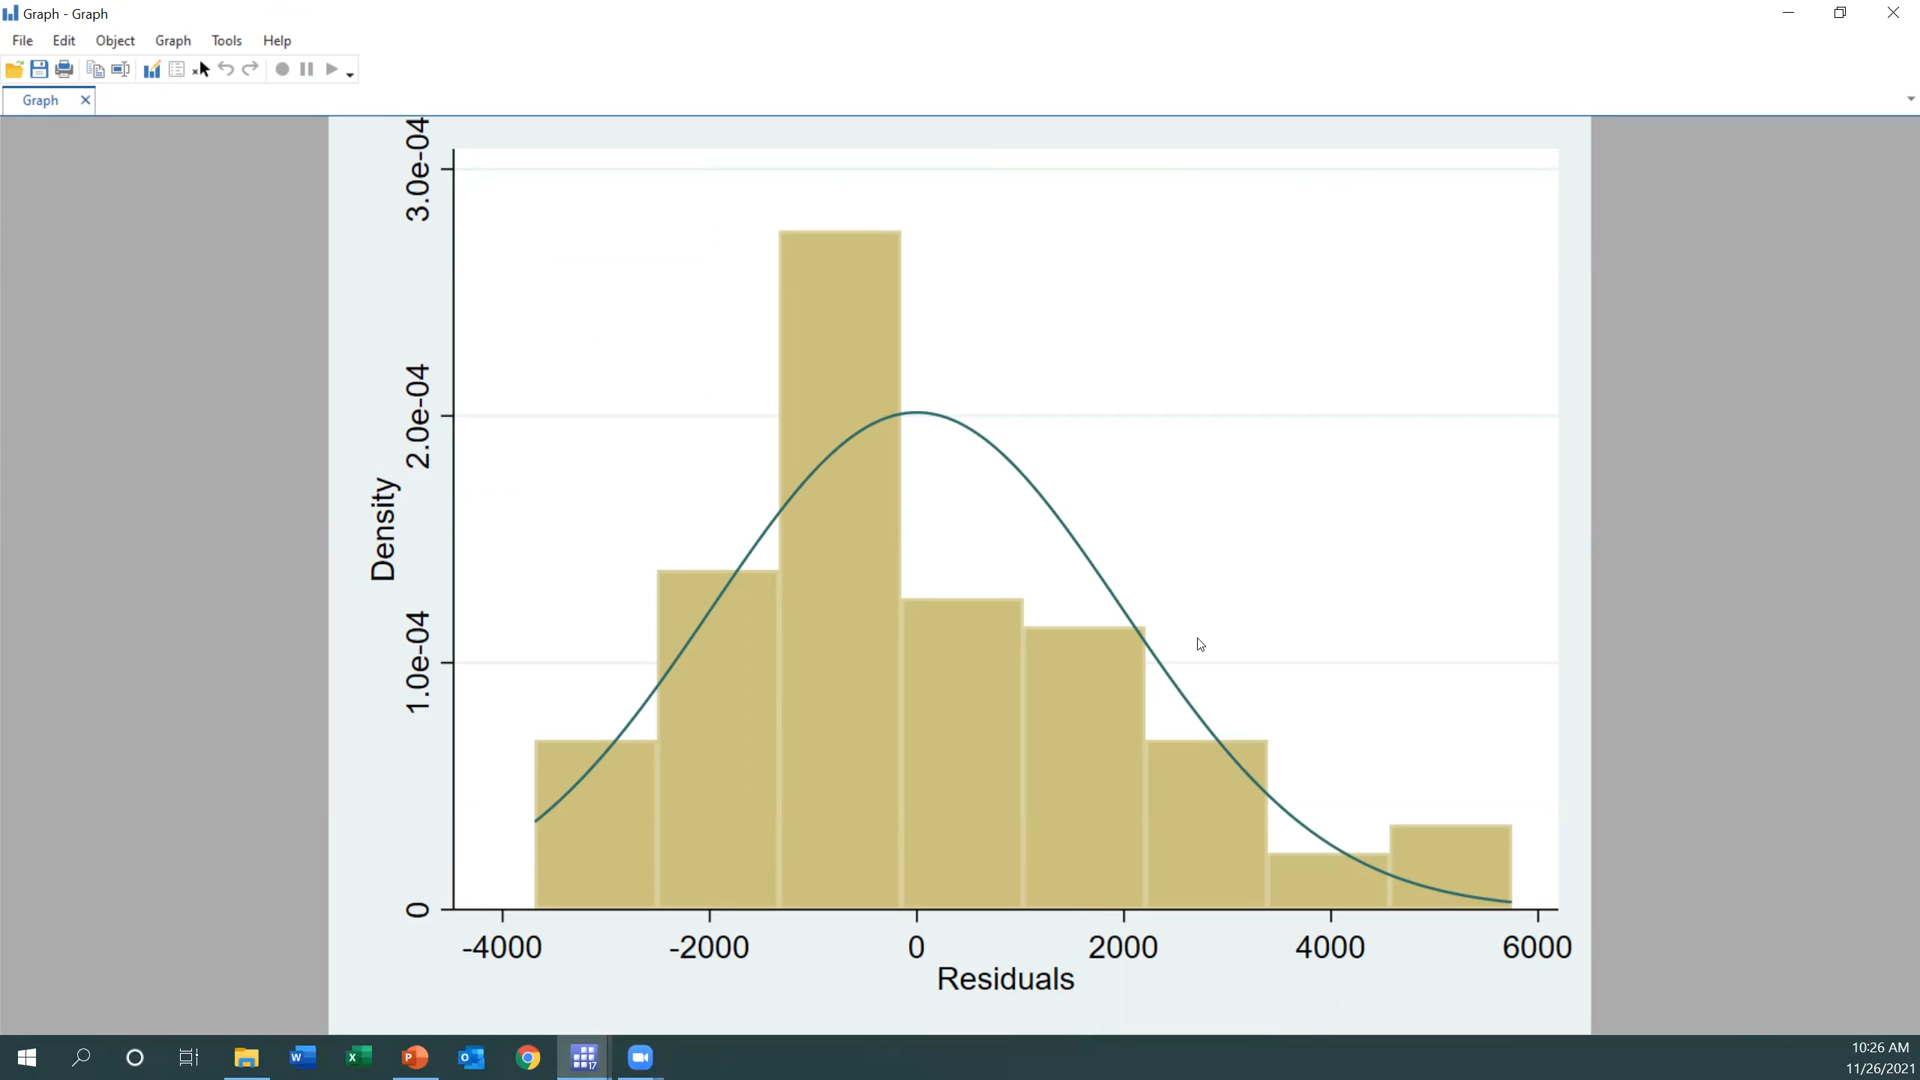 Graph - Graph
File Edit Object Graph Tools Help
Graph
3.0e-04
2.0e-04
1.0e-04
0
Density
-4000 -2000 0 2000 4000 6000
Residuals
10:26 AM
11/26/2021
W X P O 17